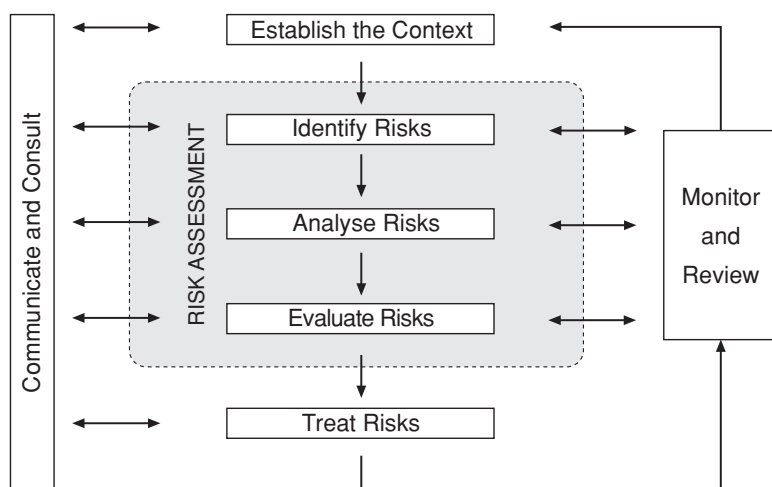 Establish the Context
Communicate and Consult
RISK ASSESSMENT
Identify Risks
Analyse Risks
Evaluate Risks
Monitor
and
Review
Treat Risks